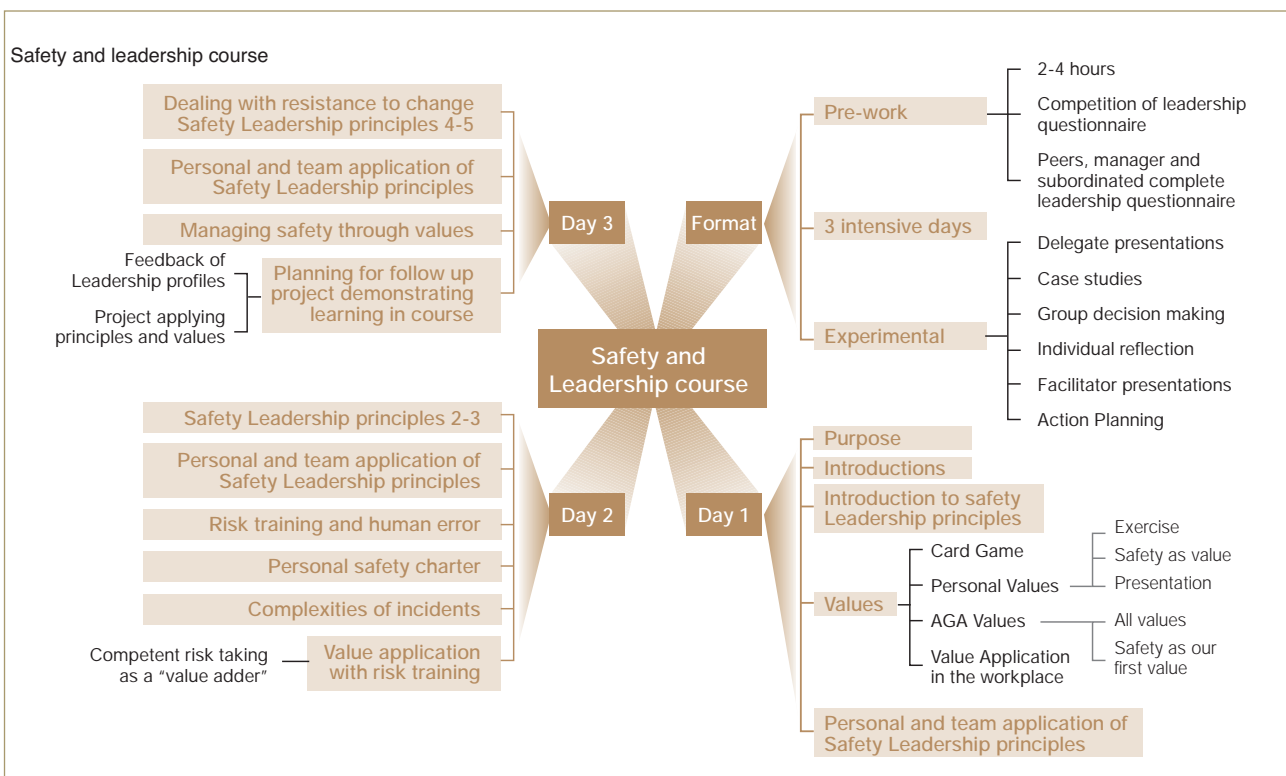 Safety and leadership course
Dealing with resistance to change
Safety Leadership principles 4-5
Personal and team application of
Safety Leadership principles
Managing safety through values
Planning for follow up
project demonstrating
learning in course
Feedback of
Leadership profiles
Project applying
principles and values
Day 3
Format
Pre-work
2-4 hours
Competition of leadership
questionnaire
Peers, manager and
subordinated complete
leadership questionnaire
3 intensive days
Experimental
Delegate presentations
Case studies
Group decision making
Individual reflection
Facilitator presentations
Action Planning
Safety and
Leadership course
Safety Leadership principles 2-3
Personal and team application of
Safety Leadership principles
Risk training and human error
Personal safety charter
Complexities of incidents
Value application
with risk training
Competent risk taking
as a “value adder”
Day 2
Day 1
Purpose
Introductions
Introduction to safety
Leadership principles
Values
Card Game
Personal Values
Exercise
Safety as value
Presentation
AGA Values
All values
Safety as our
first value
Value Application
in the workplace
Personal and team application of
Safety Leadership principles